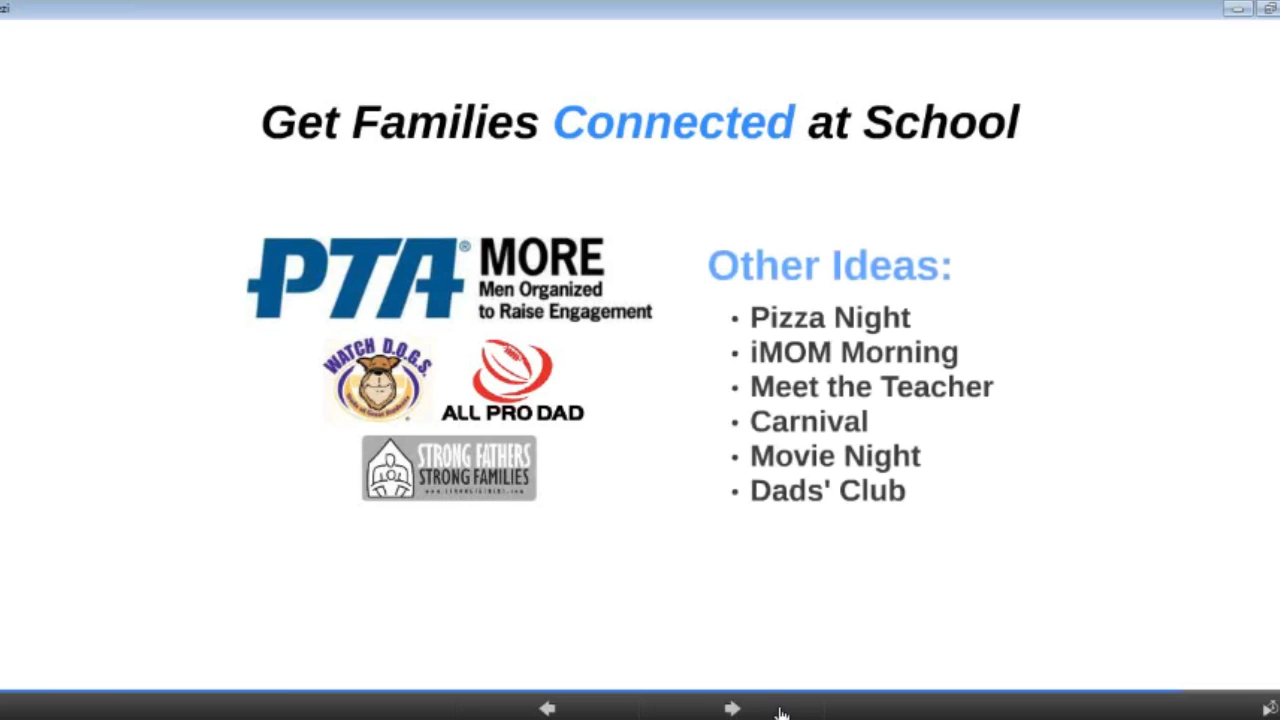 zi
Get Families Connected at School
PTA® MORE
Men Organized
to Raise Engagement
WATCH D.O.G.S.
ALL PRO DAD
STRONG FATHERS
STRONG FAMILIES
Other Ideas:
• Pizza Night
• iMOM Morning
• Meet the Teacher
• Carnival
• Movie Night
• Dads' Club